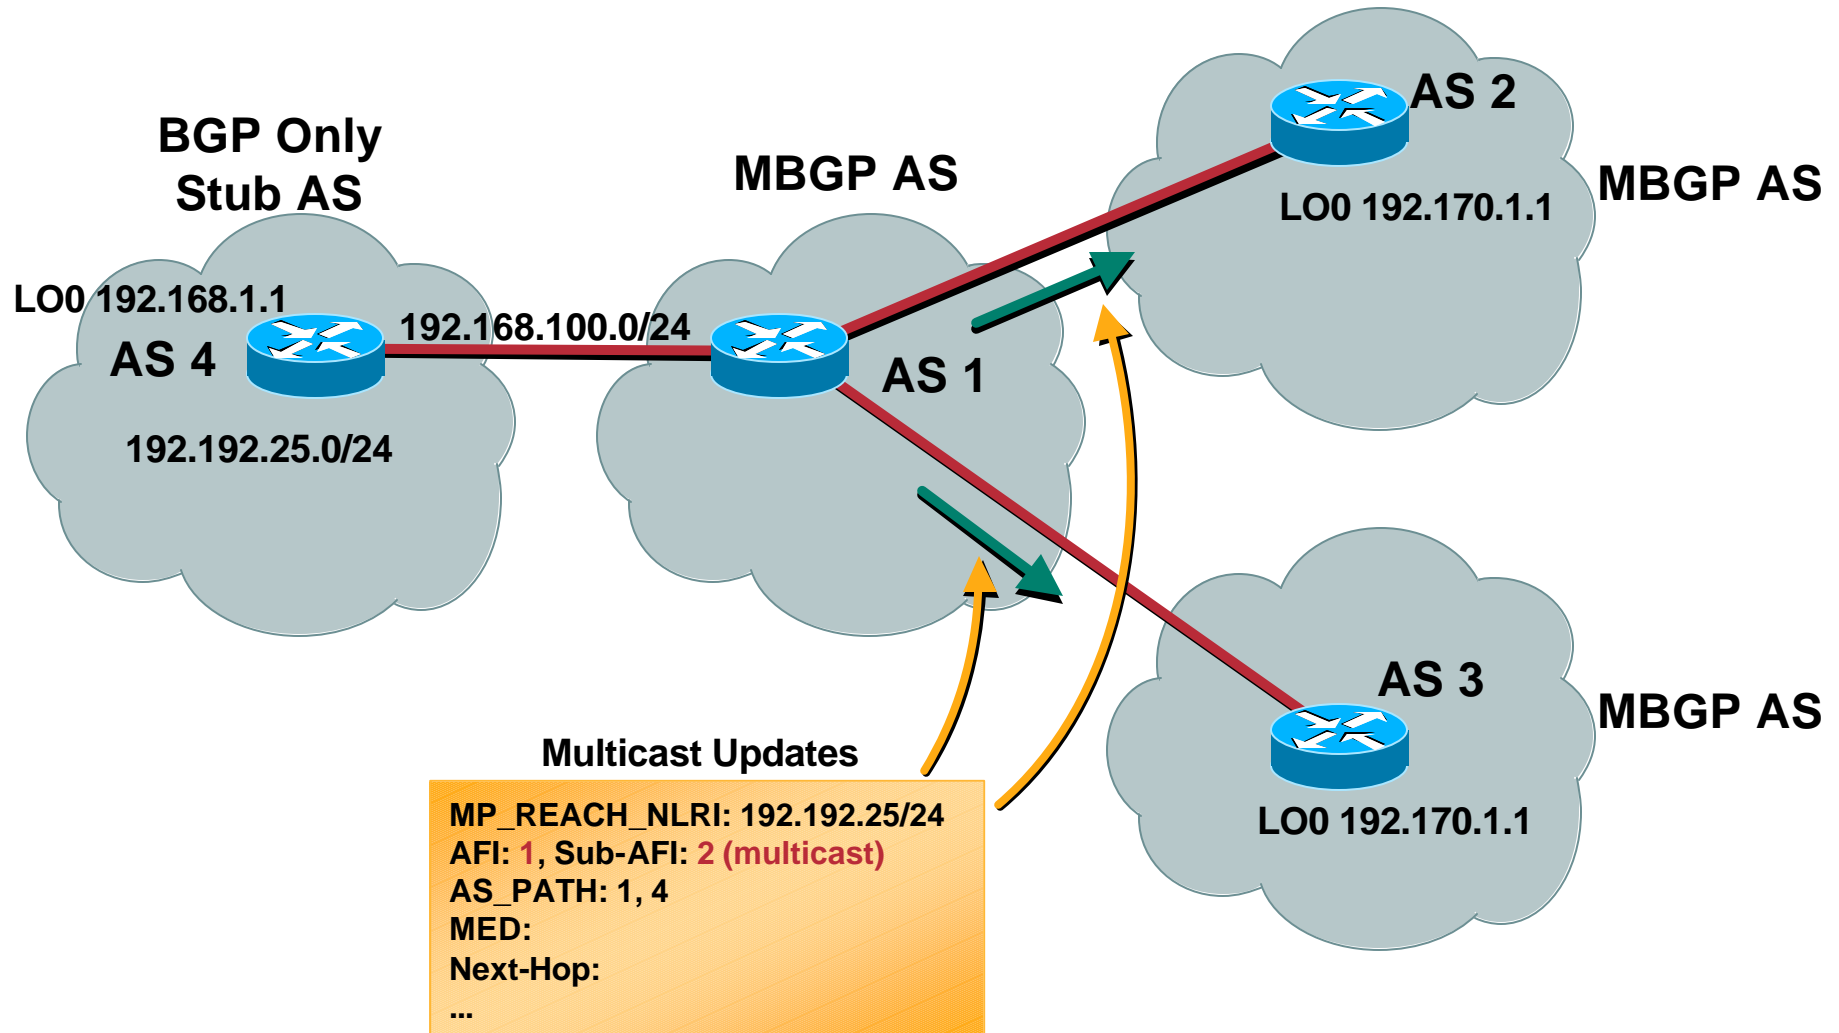 BGP Only
Stub AS
LO0 192.168.1.1
AS 4
192.192.25.0/24
192.168.100.0/24
MBGP AS
AS 1
AS 2
LO0 192.170.1.1
MBGP AS
AS 3
LO0 192.170.1.1
MBGP AS
Multicast Updates
MP_REACH_NLRI: 192.192.25/24
AFI: 1, Sub-AFI: 2 (multicast)
AS_PATH: 1, 4
MED:
Next-Hop:
...